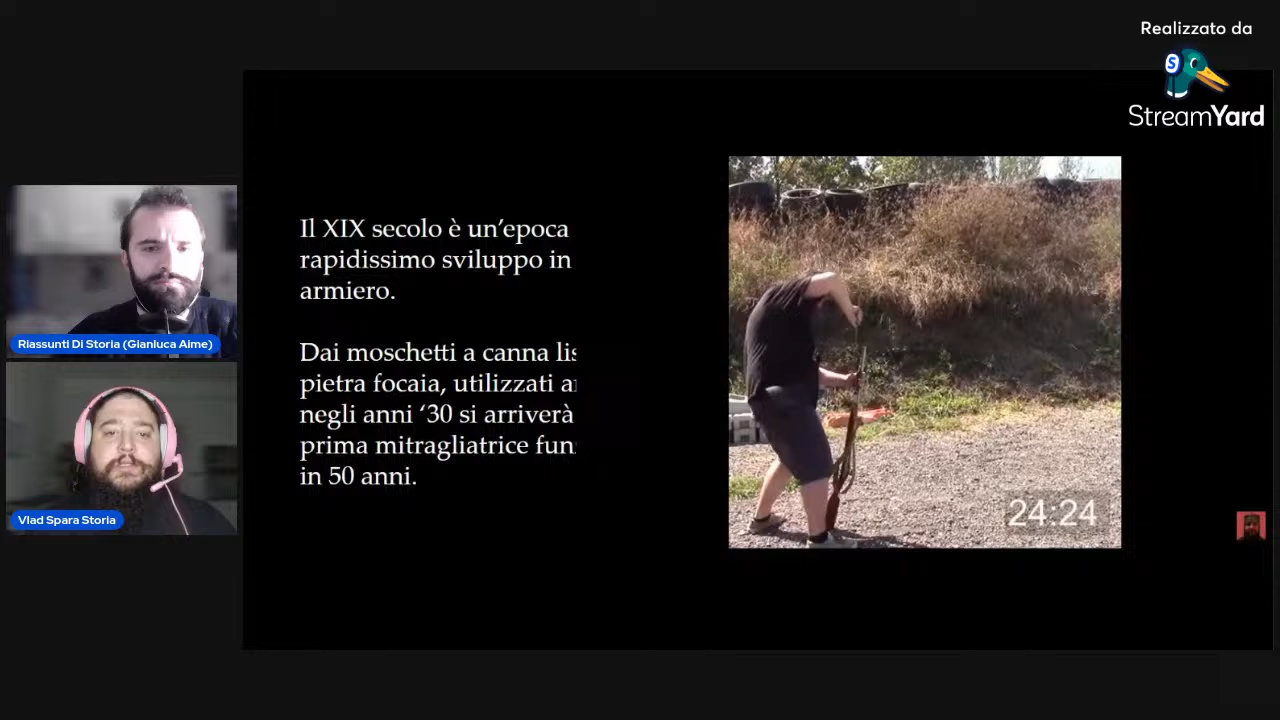 Realizzato da
StreamYard
Il XIX secolo è un’epoca
rapidissimo sviluppo in
armiero.
Dai moschetti a canna
pietra focaia, utilizzati
negli anni ‘30 si arriverà
prima mitragliatrice
in 50 anni.
24:24
Riassunti Di Storia (Gianluca Aime)
Vlad Spara Storia